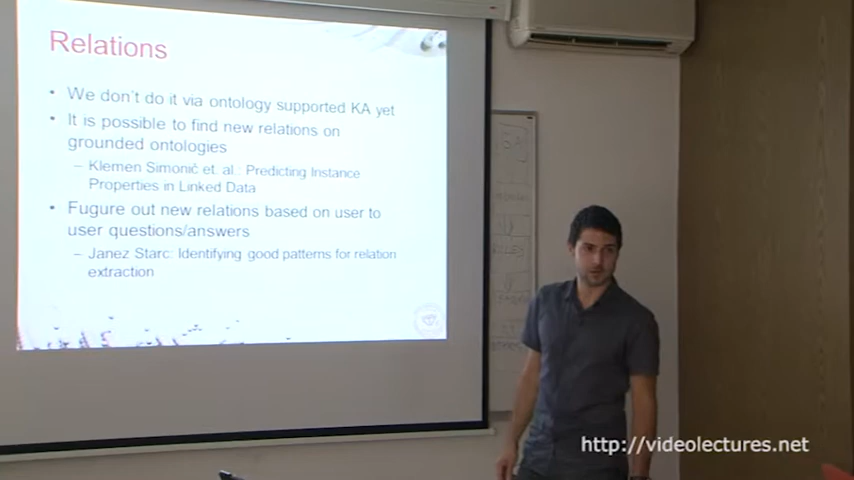 Relations
• We don't do it via ontology supported KA yet
• It is possible to find new relations on
grounded ontologies
– Klemen Simonič et. al.: Predicting Instance
Properties in Linked Data
• Fugure out new relations based on user to
user questions/answers
– Janez Starc: Identifying good patterns for relation
extraction
http://videolectures.net